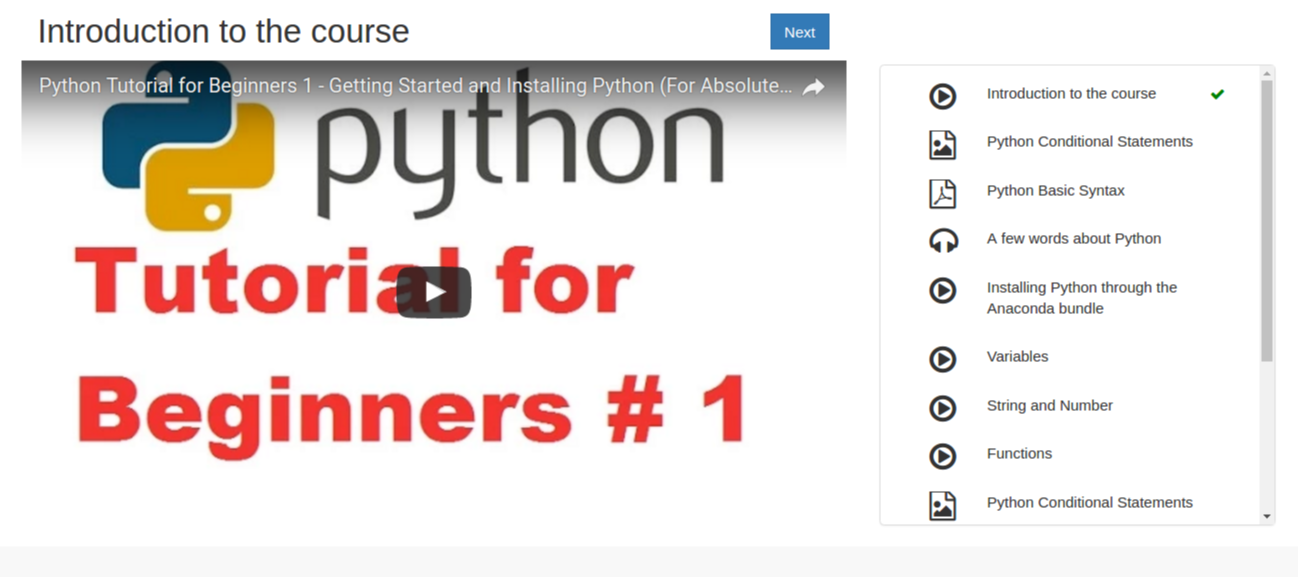 Introduction to the course
Next
Python Tutorial for Beginners 1 - Getting Started and Installing Python (For Absolute...
python
Tutorial for
Beginners # 1
Introduction to the course
Python Conditional Statements
Python Basic Syntax
A few words about Python
Installing Python through the
Anaconda bundle
Variables
String and Number
Functions
Python Conditional Statements